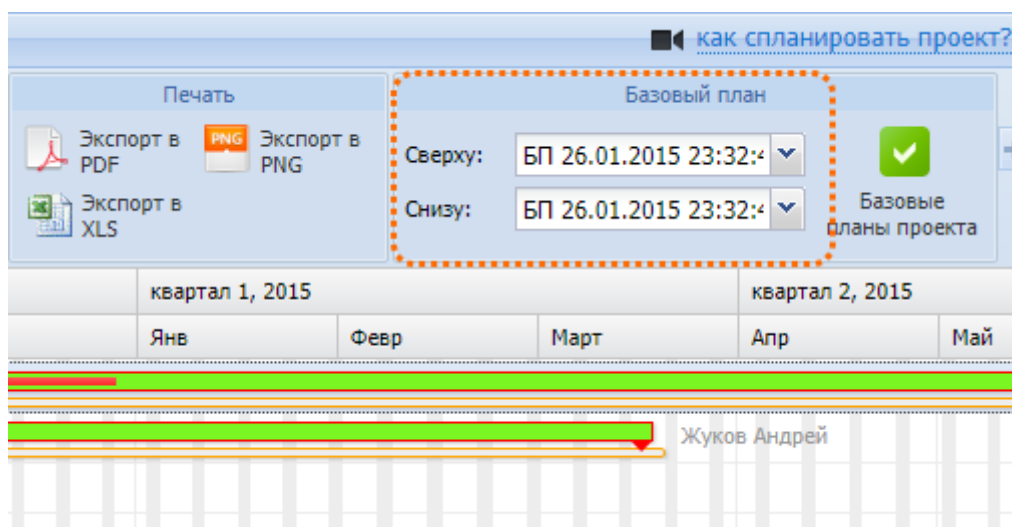 как спланировать проект?
Печать
Базовый план
Экспорт в
PDF
PNG
Экспорт в
PNG
Экспорт в
XLS
Сверху:
БП 26.01.2015 23:32:4
Снизу:
БП 26.01.2015 23:32:4
Базовые
планы проекта
квартал 1, 2015
квартал 2, 2015
Янв
Февр
Март
Апр
Май
Жуков Андрей